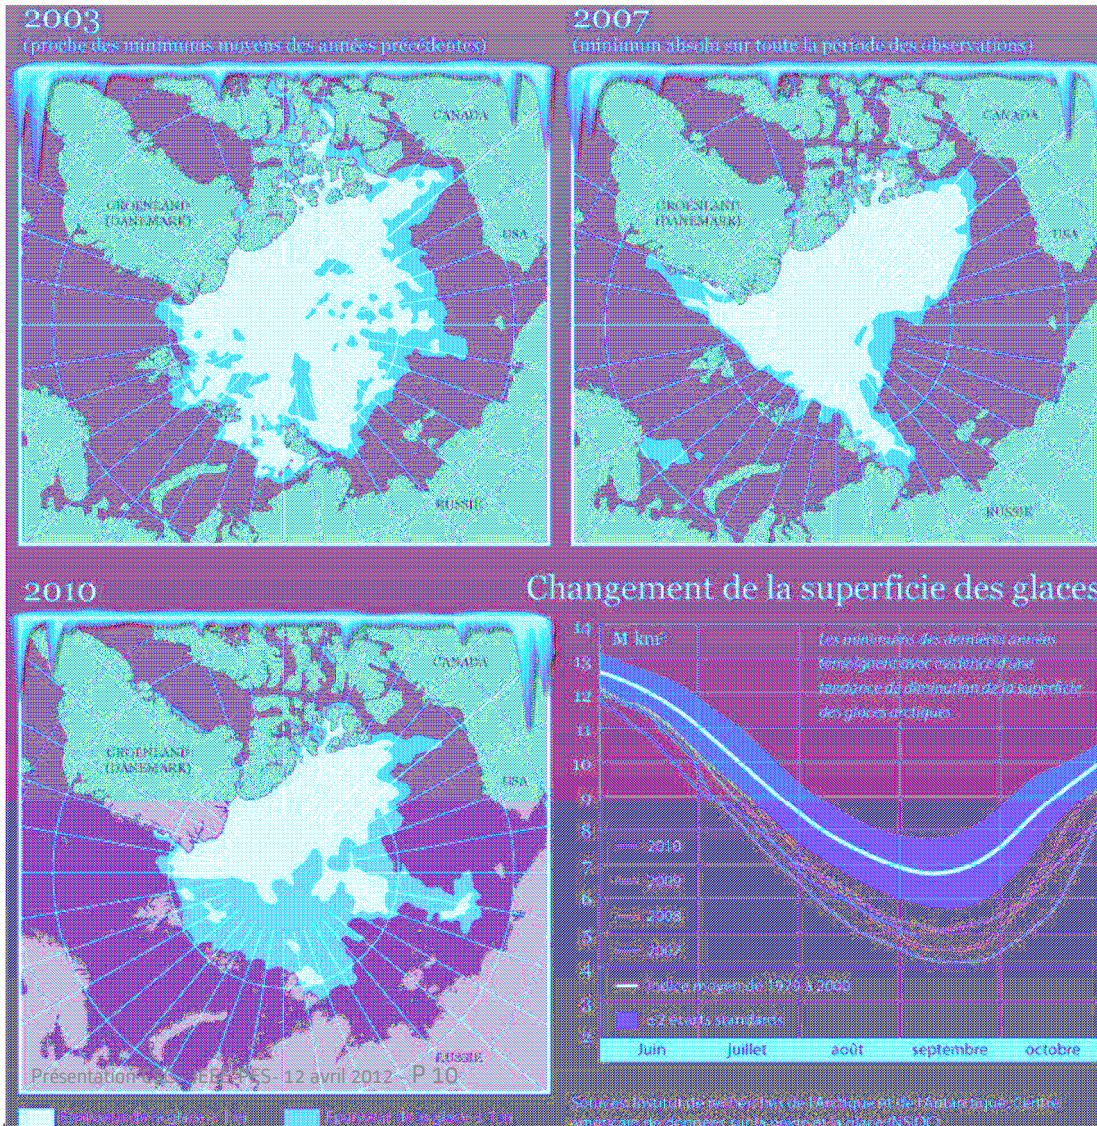 2003
(proche des minimums moyens des années précédentes)
2007
(minimum absolu sur toute la période des observations)
CANADA
GROENLAND
(DANEMARK)
USA
RUSSIE
CANADA
GROENLAND
(DANEMARK)
USA
RUSSIE
2010
CANADA
GROENLAND
(DANEMARK)
USA
RUSSIE
Présentation - 12 avril 2012 - P 10
Changement de la superficie des glaces
14
M km²
13
12
11
10
9
8
7
6
5
4
3
2
Les minimums des dernières années
témoignent avec évidence d'une
tendance de diminution de la superficie
des glaces arctiques
2010
2009
2008
2007
Indice moyen de 1979 à 2000
±2 écarts standards
Juin juillet août septembre octobre